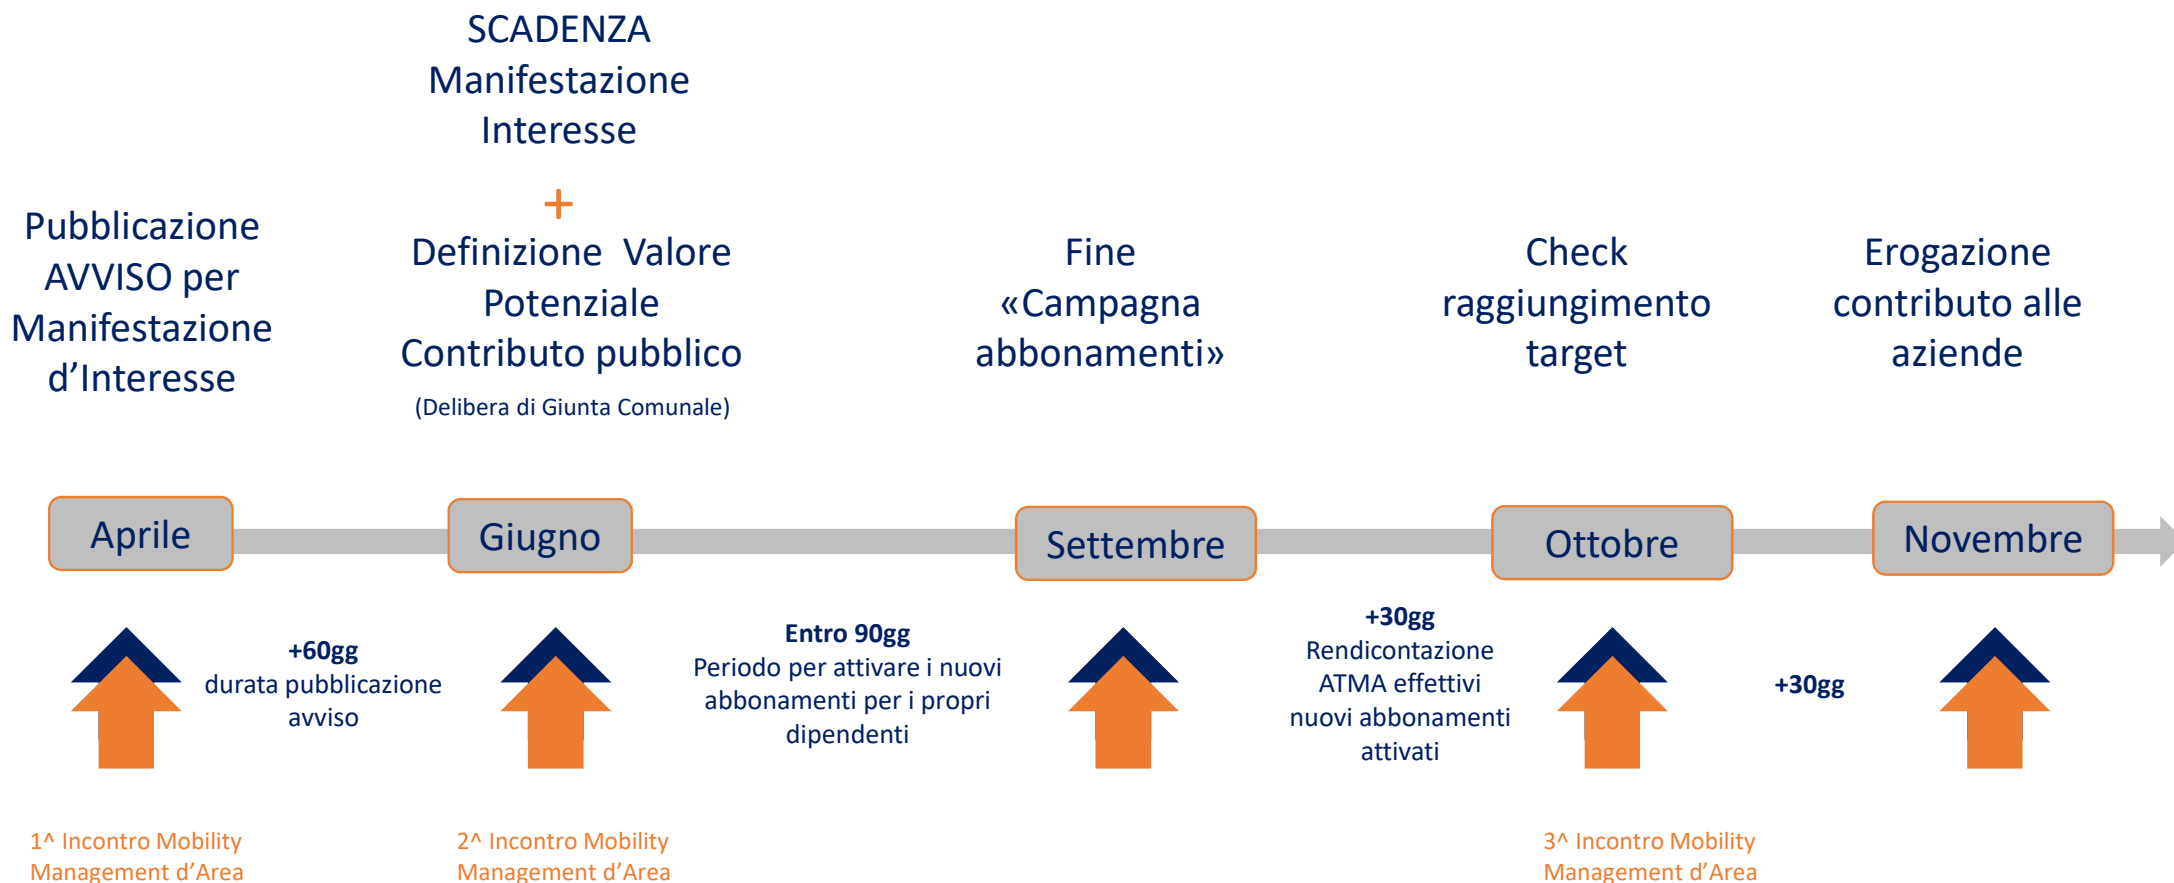 SCADENZA
Manifestazione
Interesse
+
Pubblicazione
AVVISO per
Manifestazione
d’Interesse
Definizione  Valore
Potenziale
Contributo pubblico
(Delibera di Giunta Comunale)
Fine
«Campagna
abbonamenti»
Check
raggiungimento
target
Erogazione
contributo alle
aziende
Aprile
Giugno
Settembre
Ottobre
Novembre
+60gg
durata pubblicazione
avviso
Entro 90gg
Periodo per attivare i nuovi
abbonamenti per i propri
dipendenti
+30gg
Rendicontazione
ATMA effettivi
nuovi abbonamenti
attivati
+30gg
1^ Incontro Mobility
Management d’Area
2^ Incontro Mobility
Management d’Area
3^ Incontro Mobility
Management d’Area